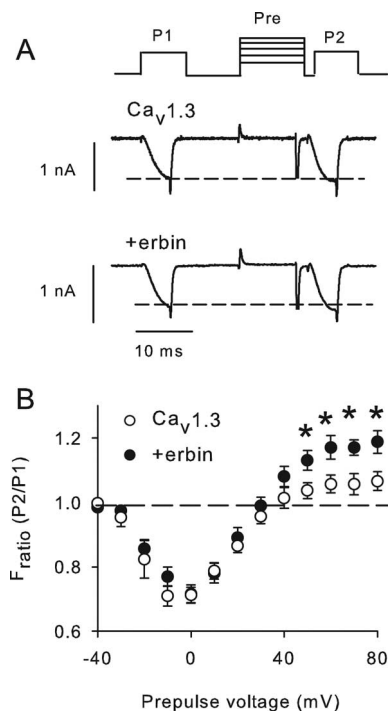 A
P1 Pre P2
CaV1.3
1 nA
+erbin
1 nA
10 ms
B
CaV1.3
+erbin
* * * *
Fratio (P2/P1)
1.2
1.0
0.8
0.6
-40 0 40 80
Prepulse voltage (mV)